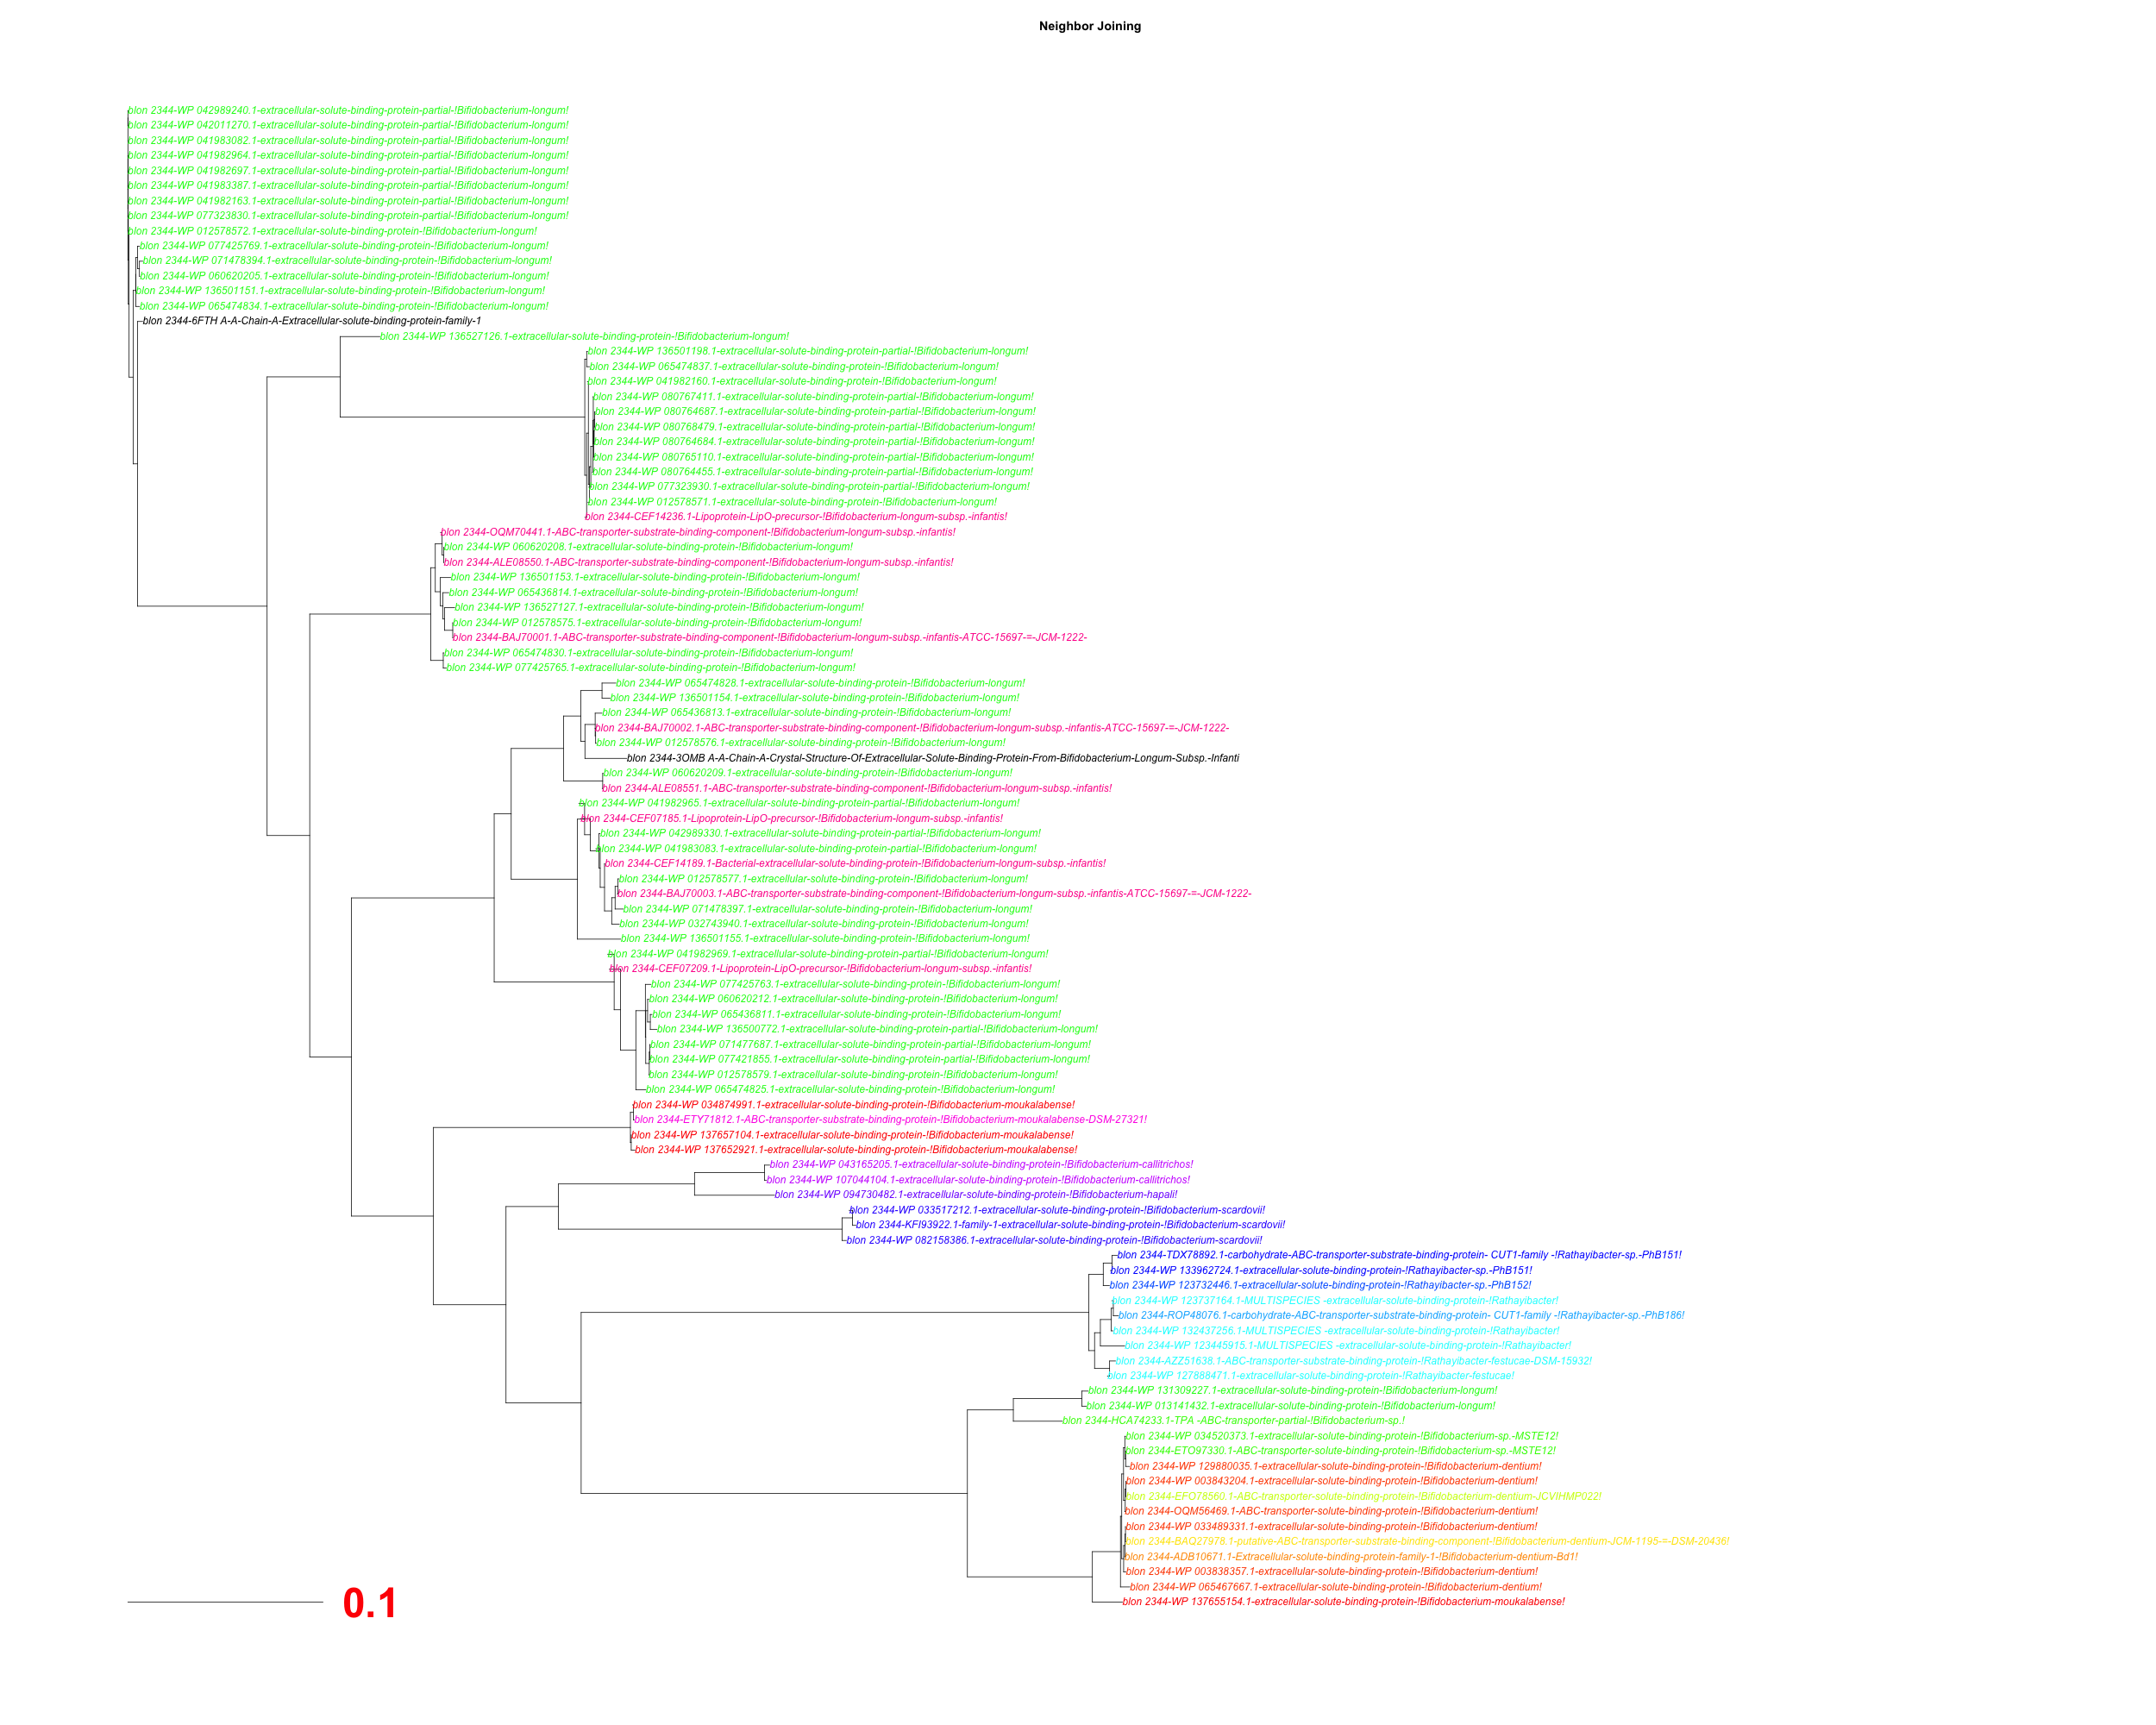 Neighbor Joining
blon 2344-WP 042989240.1-extracellular-solute-binding-protein-partial-!Bifidobacterium-longum!
blon 2344-WP 042011270.1-extracellular-solute-binding-protein-partial-!Bifidobacterium-longum!
blon 2344-WP 041983082.1-extracellular-solute-binding-protein-partial-!Bifidobacterium-longum!
blon 2344-WP 041982964.1-extracellular-solute-binding-protein-partial-!Bifidobacterium-longum!
blon 2344-WP 041982697.1-extracellular-solute-binding-protein-partial-!Bifidobacterium-longum!
blon 2344-WP 041983387.1-extracellular-solute-binding-protein-partial-!Bifidobacterium-longum!
blon 2344-WP 041982163.1-extracellular-solute-binding-protein-partial-!Bifidobacterium-longum!
blon 2344-WP 077323830.1-extracellular-solute-binding-protein-partial-!Bifidobacterium-longum!
blon 2344-WP 012578572.1-extracellular-solute-binding-protein-!Bifidobacterium-longum!
blon 2344-WP 077425769.1-extracellular-solute-binding-protein-!Bifidobacterium-longum!
blon 2344-WP 071478394.1-extracellular-solute-binding-protein-!Bifidobacterium-longum!
blon 2344-WP 060620205.1-extracellular-solute-binding-protein-!Bifidobacterium-longum!
blon 2344-WP 136501151.1-extracellular-solute-binding-protein-!Bifidobacterium-longum!
blon 2344-WP 065474834.1-extracellular-solute-binding-protein-!Bifidobacterium-longum!
blon 2344-6FTH A-A-Chain-A-Extracellular-solute-binding-protein-family-1
blon 2344-WP 136527126.1-extracellular-solute-binding-protein-!Bifidobacterium-longum!
blon 2344-WP 136501198.1-extracellular-solute-binding-protein-partial-!Bifidobacterium-longum!
blon 2344-WP 065474837.1-extracellular-solute-binding-protein-!Bifidobacterium-longum!
blon 2344-WP 041982160.1-extracellular-solute-binding-protein-!Bifidobacterium-longum!
blon 2344-WP 080767411.1-extracellular-solute-binding-protein-partial-!Bifidobacterium-longum!
blon 2344-WP 080764687.1-extracellular-solute-binding-protein-partial-!Bifidobacterium-longum!
blon 2344-WP 080768479.1-extracellular-solute-binding-protein-partial-!Bifidobacterium-longum!
blon 2344-WP 080764684.1-extracellular-solute-binding-protein-partial-!Bifidobacterium-longum!
blon 2344-WP 080765110.1-extracellular-solute-binding-protein-partial-!Bifidobacterium-longum!
blon 2344-WP 080764455.1-extracellular-solute-binding-protein-partial-!Bifidobacterium-longum!
blon 2344-WP 077323930.1-extracellular-solute-binding-protein-partial-!Bifidobacterium-longum!
blon 2344-WP 012578571.1-extracellular-solute-binding-protein-!Bifidobacterium-longum!
blon 2344-CEF14236.1-Lipoprotein-LipO-precursor-!Bifidobacterium-longum-subsp.-infantis!
blon 2344-OQM70441.1-ABC-transporter-substrate-binding-component-!Bifidobacterium-longum-subsp.-infantis!
blon 2344-WP 060620208.1-extracellular-solute-binding-protein-!Bifidobacterium-longum!
blon 2344-ALE08550.1-ABC-transporter-substrate-binding-component-!Bifidobacterium-longum-subsp.-infantis!
blon 2344-WP 136501153.1-extracellular-solute-binding-protein-!Bifidobacterium-longum!
blon 2344-WP 065436814.1-extracellular-solute-binding-protein-!Bifidobacterium-longum!
blon 2344-WP 136527127.1-extracellular-solute-binding-protein-!Bifidobacterium-longum!
blon 2344-WP 012578575.1-extracellular-solute-binding-protein-!Bifidobacterium-longum!
blon 2344-BAJ70001.1-ABC-transporter-substrate-binding-component-!Bifidobacterium-longum-subsp.-infantis-ATCC-15697-=-JCM-1222-
blon 2344-WP 065474830.1-extracellular-solute-binding-protein-!Bifidobacterium-longum!
blon 2344-WP 077425765.1-extracellular-solute-binding-protein-!Bifidobacterium-longum!
blon 2344-WP 065474828.1-extracellular-solute-binding-protein-!Bifidobacterium-longum!
blon 2344-WP 136501154.1-extracellular-solute-binding-protein-!Bifidobacterium-longum!
blon 2344-WP 065436813.1-extracellular-solute-binding-protein-!Bifidobacterium-longum!
blon 2344-BAJ70002.1-ABC-transporter-substrate-binding-component-!Bifidobacterium-longum-subsp.-infantis-ATCC-15697-=-JCM-1222-
blon 2344-WP 012578576.1-extracellular-solute-binding-protein-!Bifidobacterium-longum!
blon 2344-3OMB A-A-Chain-A-Crystal-Structure-Of-Extracellular-Solute-Binding-Protein-From-Bifidobacterium-Longum-Subsp.-Infanti
blon 2344-WP 060620209.1-extracellular-solute-binding-protein-!Bifidobacterium-longum!
blon 2344-ALE08551.1-ABC-transporter-substrate-binding-component-!Bifidobacterium-longum-subsp.-infantis!
blon 2344-WP 041982965.1-extracellular-solute-binding-protein-partial-!Bifidobacterium-longum!
blon 2344-CEF07185.1-Lipoprotein-LipO-precursor-!Bifidobacterium-longum-subsp.-infantis!
blon 2344-WP 042989330.1-extracellular-solute-binding-protein-partial-!Bifidobacterium-longum!
blon 2344-WP 041983083.1-extracellular-solute-binding-protein-partial-!Bifidobacterium-longum!
blon 2344-CEF14189.1-Bacterial-extracellular-solute-binding-protein-!Bifidobacterium-longum-subsp.-infantis!
blon 2344-WP 012578577.1-extracellular-solute-binding-protein-!Bifidobacterium-longum!
blon 2344-BAJ70003.1-ABC-transporter-substrate-binding-component-!Bifidobacterium-longum-subsp.-infantis-ATCC-15697-=-JCM-1222-
blon 2344-WP 071478397.1-extracellular-solute-binding-protein-!Bifidobacterium-longum!
blon 2344-WP 032743940.1-extracellular-solute-binding-protein-!Bifidobacterium-longum!
blon 2344-WP 136501155.1-extracellular-solute-binding-protein-!Bifidobacterium-longum!
blon 2344-WP 041982969.1-extracellular-solute-binding-protein-partial-!Bifidobacterium-longum!
blon 2344-CEF07209.1-Lipoprotein-LipO-precursor-!Bifidobacterium-longum-subsp.-infantis!
blon 2344-WP 077425763.1-extracellular-solute-binding-protein-!Bifidobacterium-longum!
blon 2344-WP 060620212.1-extracellular-solute-binding-protein-!Bifidobacterium-longum!
blon 2344-WP 065436811.1-extracellular-solute-binding-protein-!Bifidobacterium-longum!
blon 2344-WP 136500772.1-extracellular-solute-binding-protein-partial-!Bifidobacterium-longum!
blon 2344-WP 071477687.1-extracellular-solute-binding-protein-partial-!Bifidobacterium-longum!
blon 2344-WP 077421855.1-extracellular-solute-binding-protein-partial-!Bifidobacterium-longum!
blon 2344-WP 012578579.1-extracellular-solute-binding-protein-!Bifidobacterium-longum!
blon 2344-WP 065474825.1-extracellular-solute-binding-protein-!Bifidobacterium-longum!
blon 2344-WP 034874991.1-extracellular-solute-binding-protein-!Bifidobacterium-moukalabense!
blon 2344-ETY71812.1-ABC-transporter-substrate-binding-protein-!Bifidobacterium-moukalabense-DSM-27321!
blon 2344-WP 137657104.1-extracellular-solute-binding-protein-!Bifidobacterium-moukalabense!
blon 2344-WP 137652921.1-extracellular-solute-binding-protein-!Bifidobacterium-moukalabense!
blon 2344-WP 043165205.1-extracellular-solute-binding-protein-!Bifidobacterium-callitrichos!
blon 2344-WP 107044104.1-extracellular-solute-binding-protein-!Bifidobacterium-callitrichos!
blon 2344-WP 094730482.1-extracellular-solute-binding-protein-!Bifidobacterium-hapali!
blon 2344-WP 033517212.1-extracellular-solute-binding-protein-!Bifidobacterium-scardovii!
blon 2344-KFI93922.1-family-1-extracellular-solute-binding-protein-!Bifidobacterium-scardovii!
blon 2344-WP 082158386.1-extracellular-solute-binding-protein-!Bifidobacterium-scardovii!
blon 2344-TDX78892.1-carbohydrate-ABC-transporter-substrate-binding-protein- CUT1-family -!Rathayibacter-sp.-PhB151!
blon 2344-WP 133962724.1-extracellular-solute-binding-protein-!Rathayibacter-sp.-PhB151!
blon 2344-WP 123732446.1-extracellular-solute-binding-protein-!Rathayibacter-sp.-PhB152!
blon 2344-WP 123737164.1-MULTISPECIES -extracellular-solute-binding-protein-!Rathayibacter!
blon 2344-ROP48076.1-carbohydrate-ABC-transporter-substrate-binding-protein- CUT1-family -!Rathayibacter-sp.-PhB186!
blon 2344-WP 132437256.1-MULTISPECIES -extracellular-solute-binding-protein-!Rathayibacter!
blon 2344-WP 123445915.1-MULTISPECIES -extracellular-solute-binding-protein-!Rathayibacter!
blon 2344-AZZ51638.1-ABC-transporter-substrate-binding-protein-!Rathayibacter-festucae-DSM-15932!
blon 2344-WP 127888471.1-extracellular-solute-binding-protein-!Rathayibacter-festucae!
blon 2344-WP 131309227.1-extracellular-solute-binding-protein-!Bifidobacterium-longum!
blon 2344-WP 013141432.1-extracellular-solute-binding-protein-!Bifidobacterium-longum!
blon 2344-HCA74233.1-TPA -ABC-transporter-partial-!Bifidobacterium-sp.!
blon 2344-WP 034520373.1-extracellular-solute-binding-protein-!Bifidobacterium-sp.-MSTE12!
blon 2344-ETO97330.1-ABC-transporter-solute-binding-protein-!Bifidobacterium-sp.-MSTE12!
blon 2344-WP 129880035.1-extracellular-solute-binding-protein-!Bifidobacterium-dentium!
blon 2344-WP 003843204.1-extracellular-solute-binding-protein-!Bifidobacterium-dentium!
blon 2344-EFO78560.1-ABC-transporter-solute-binding-protein-!Bifidobacterium-dentium-JCVIHMP022!
blon 2344-OQM56469.1-ABC-transporter-solute-binding-protein-!Bifidobacterium-dentium!
blon 2344-WP 033489331.1-extracellular-solute-binding-protein-!Bifidobacterium-dentium!
blon 2344-BAQ27978.1-putative-ABC-transporter-substrate-binding-component-!Bifidobacterium-dentium-JCM-1195-=-DSM-20436!
blon 2344-ADB10671.1-Extracellular-solute-binding-protein-family-1-!Bifidobacterium-dentium-Bd1!
blon 2344-WP 003838357.1-extracellular-solute-binding-protein-!Bifidobacterium-dentium!
blon 2344-WP 065467667.1-extracellular-solute-binding-protein-!Bifidobacterium-dentium!
blon 2344-WP 137655154.1-extracellular-solute-binding-protein-!Bifidobacterium-moukalabense!
0.1